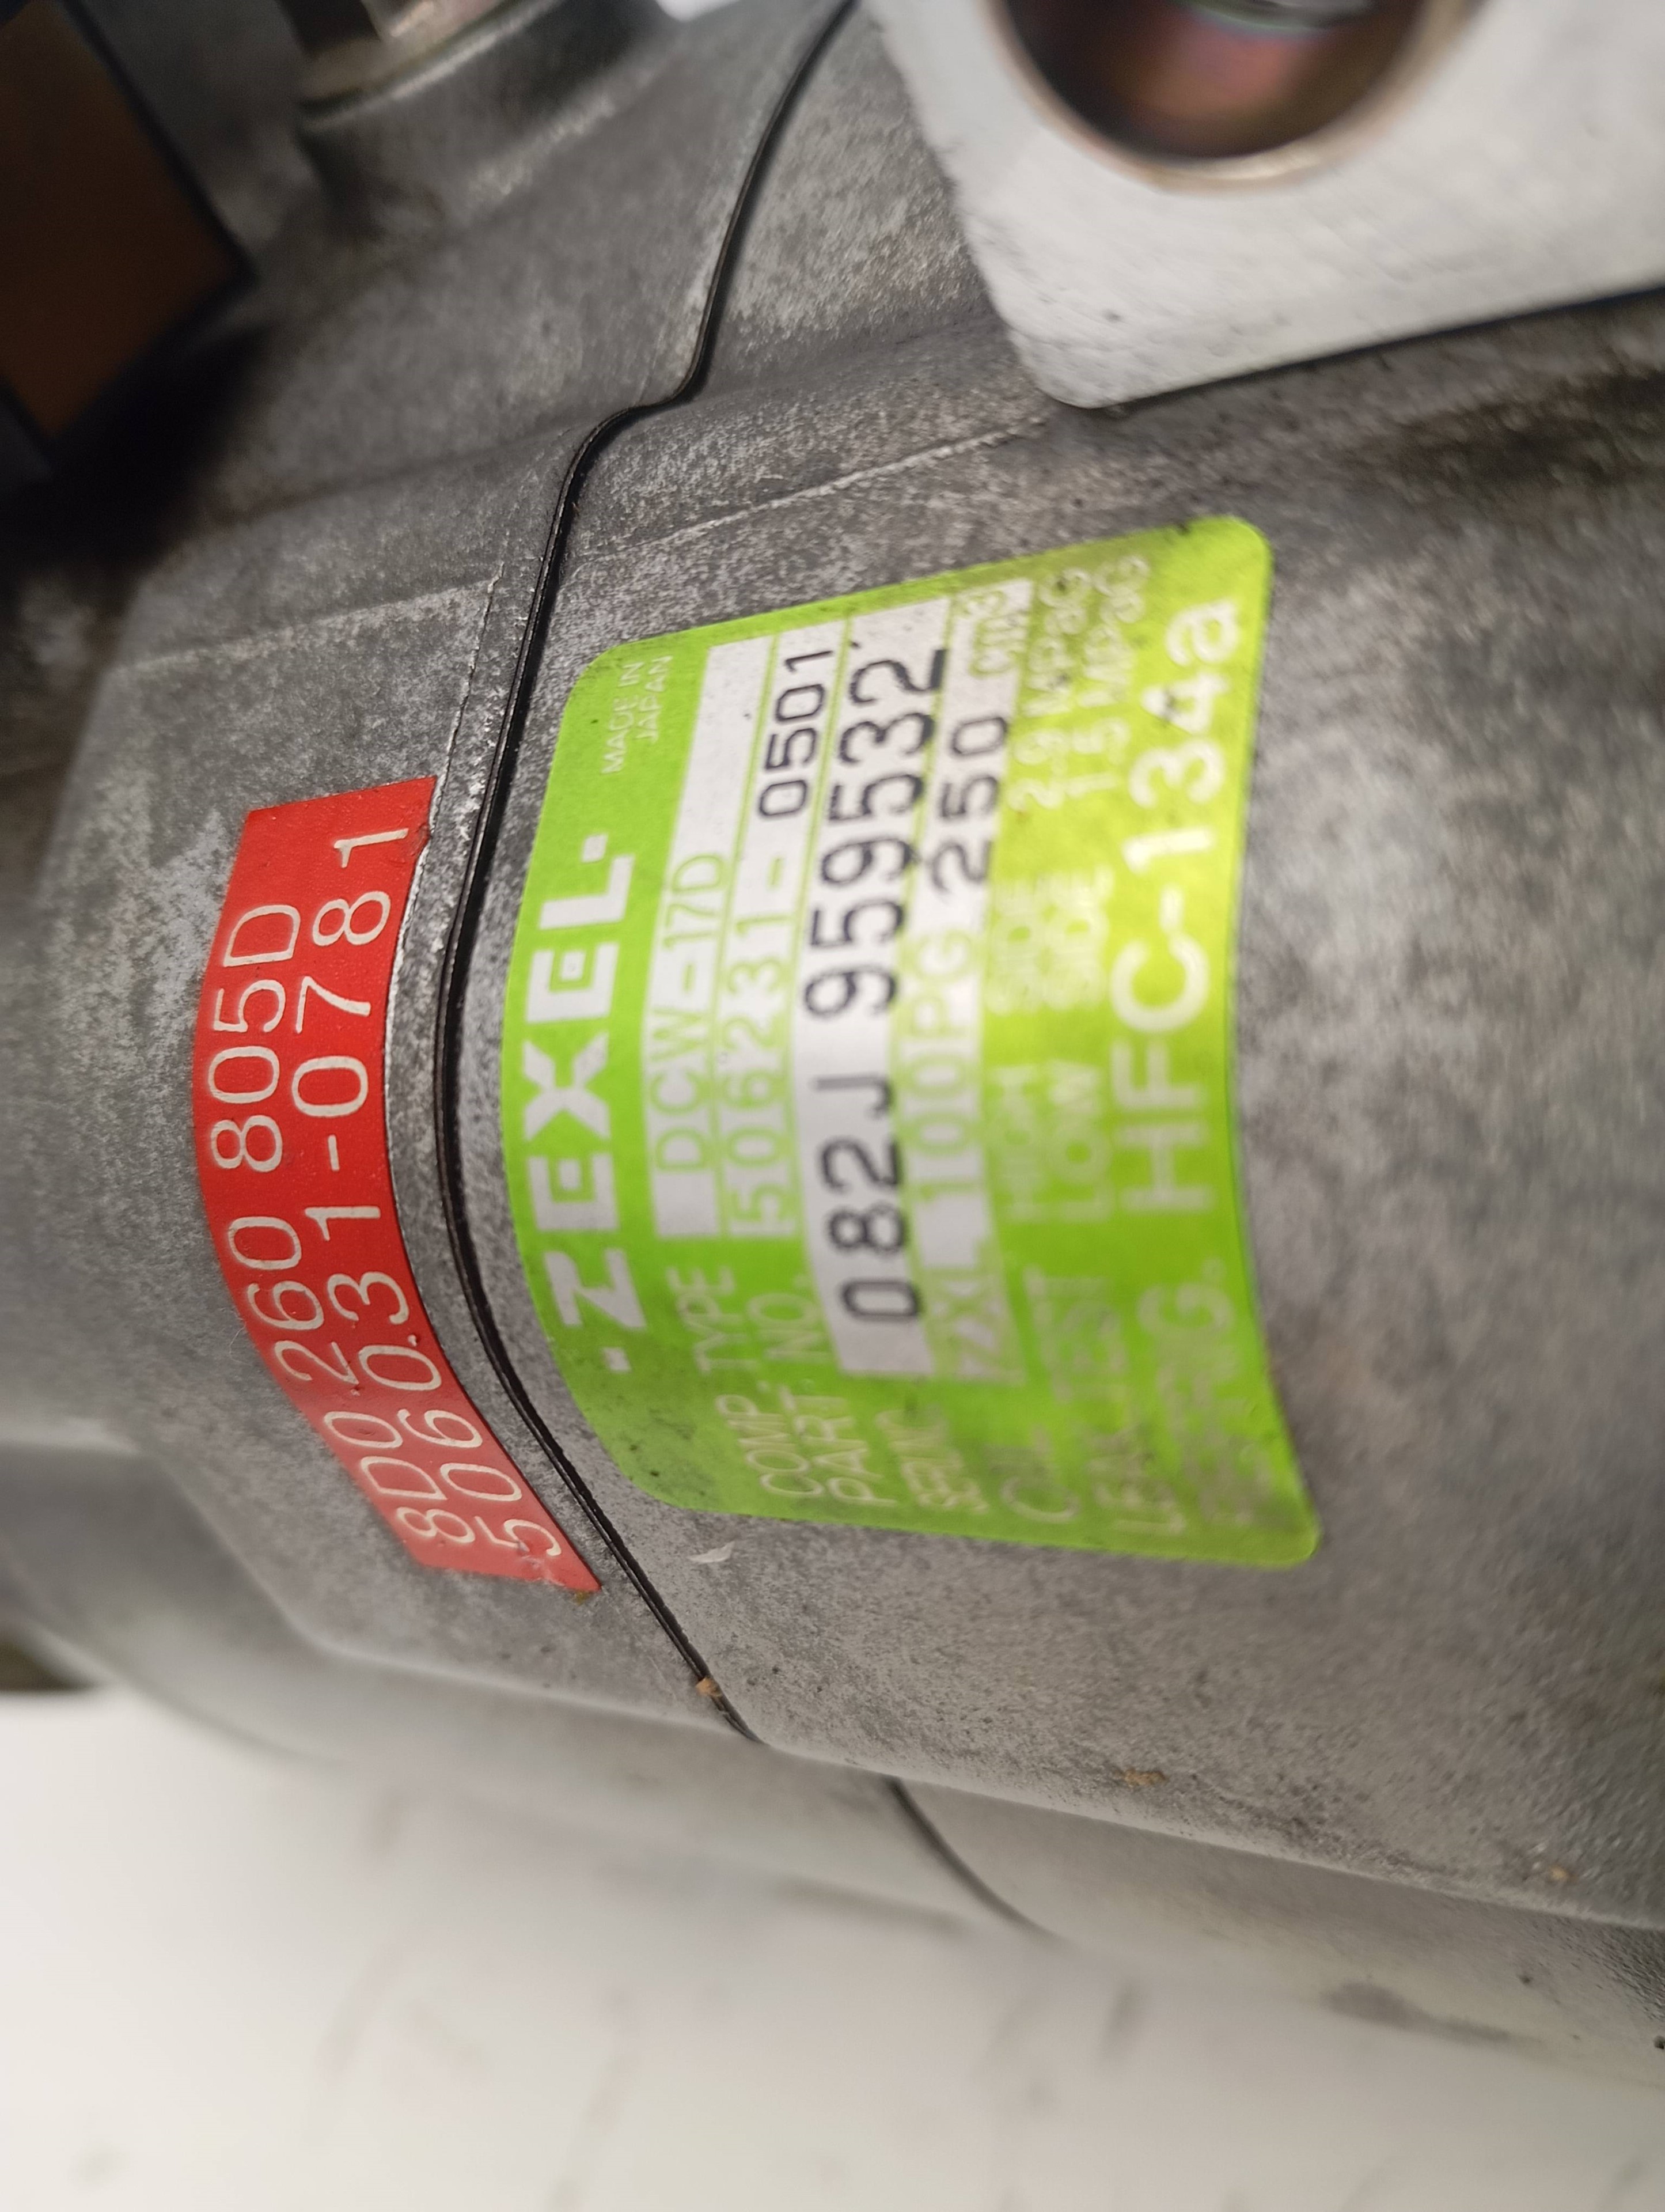 8D0 260 805D
506031-0781
·ZEXEL·
MADE IN
JAPAN
COMP. TYPE DCW-17D
PART. NO. 506231-0501
SERNO 082J 959532
OIL ZXL 100PG 250 cm3
LEAK TEST HIGH SIDE 2.9 MPaG
LOW SIDE 1.5 MPaG
REFRIG. HFC-134a